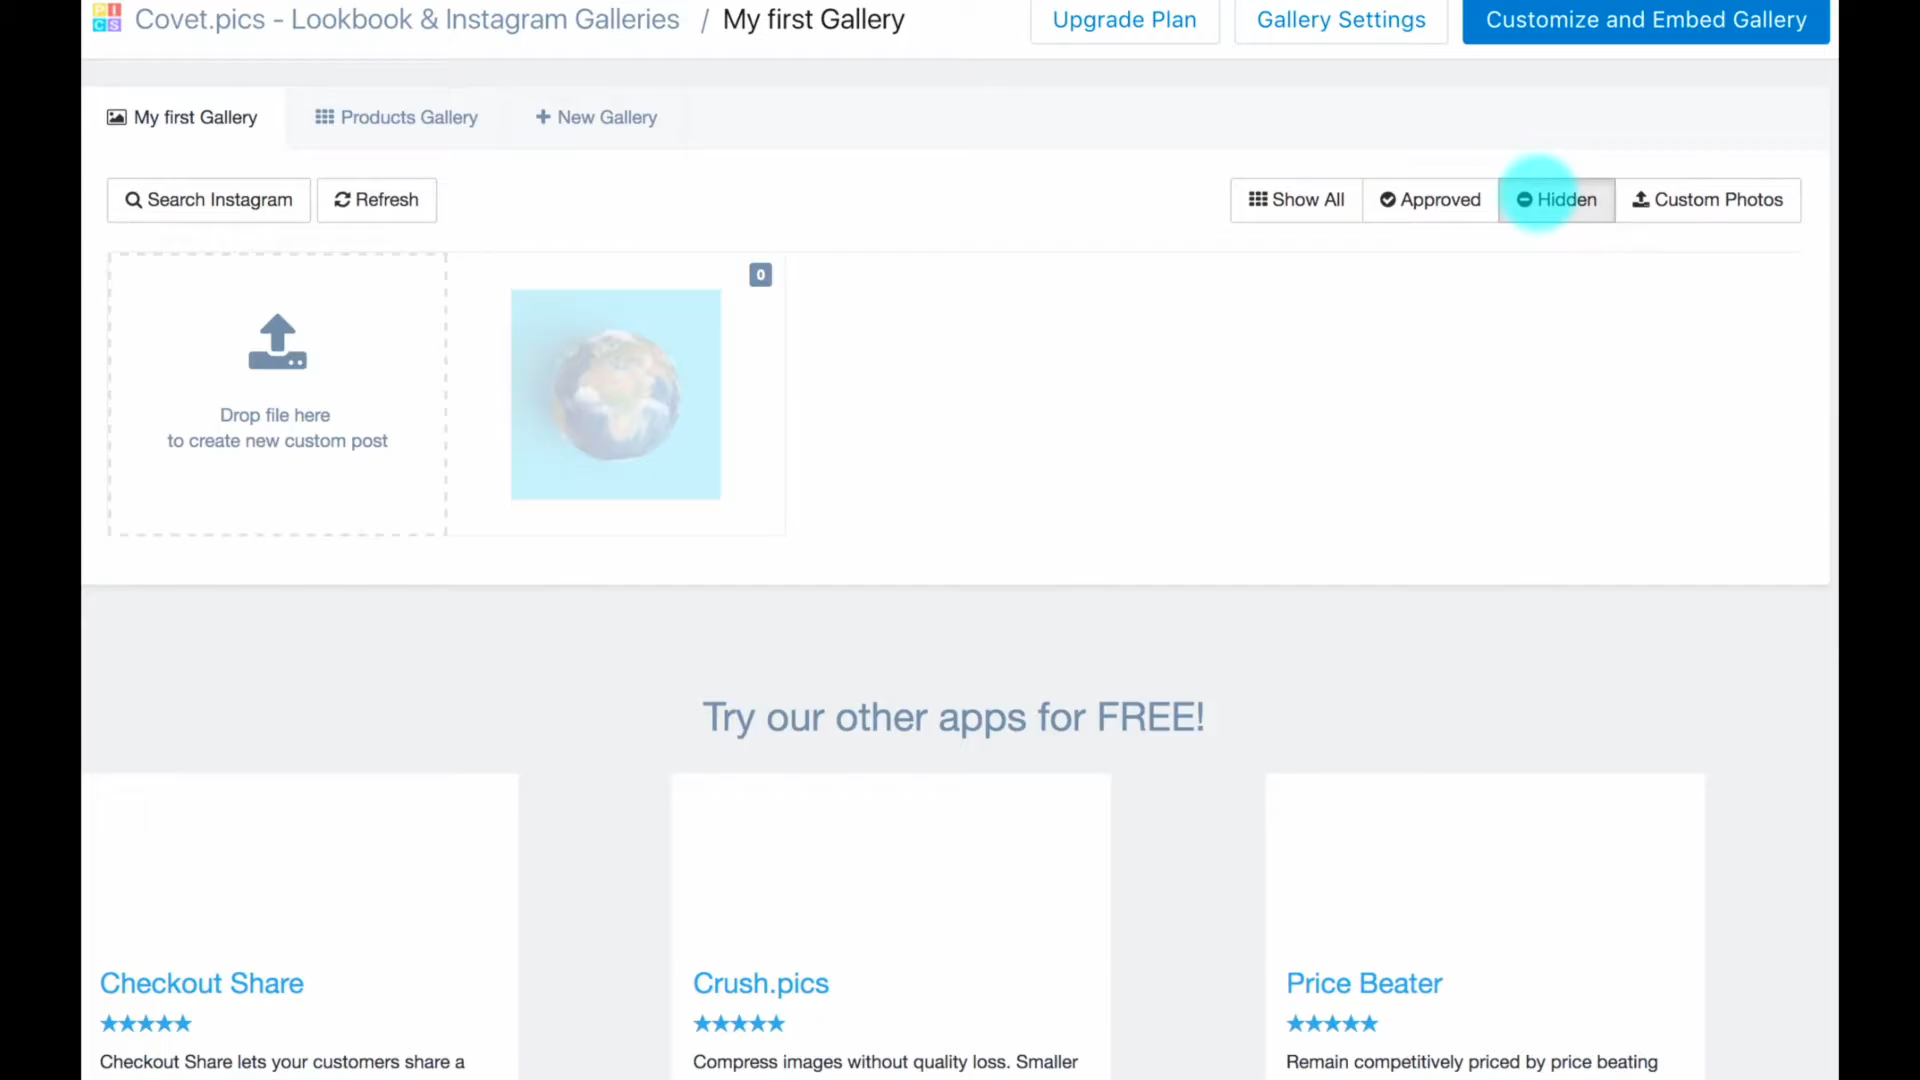 PI
CS
Covet.pics - Lookbook & Instagram Galleries / My first Gallery
Upgrade Plan
Gallery Settings
Customize and Embed Gallery
My first Gallery
Products Gallery
New Gallery
Search Instagram
Refresh
Show All
Approved
Hidden
Custom Photos
0
Drop file here
to create new custom post
Try our other apps for FREE!
Checkout Share
Checkout Share lets your customers share a
Crush.pics
Compress images without quality loss. Smaller
Price Beater
Remain competitively priced by price beating